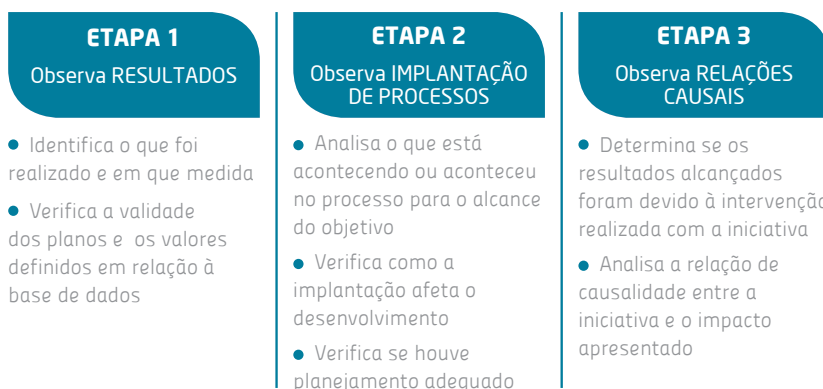 ETAPA 1
Observa RESULTADOS
• Identifica o que foi
realizado e em que medida
• Verifica a validade
dos planos e os valores
definidos em relação à
base de dados
ETAPA 2
Observa IMPLANTAÇÃO
DE PROCESSOS
• Analisa o que está
acontecendo ou aconteceu
no processo para o alcance
do objetivo
• Verifica como a
implantação afeta o
desenvolvimento
• Verifica se houve
planejamento adequado
ETAPA 3
Observa RELAÇÕES
CAUSAIS
• Determina se os
resultados alcançados
foram devido à intervenção
realizada com a iniciativa
• Analisa a relação de
causalidade entre a
iniciativa e o impacto
apresentado